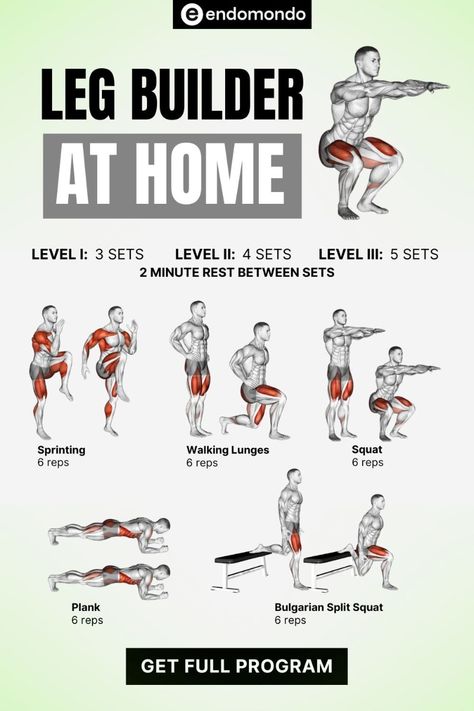 endomondo
LEG BUILDER
AT HOME
LEVEL I: 3 SETS LEVEL II: 4 SETS LEVEL III: 5 SETS
2 MINUTE REST BETWEEN SETS
Sprinting
6 reps
Walking Lunges
6 reps
Squat
6 reps
Plank
6 reps
Bulgarian Split Squat
6 reps
GET FULL PROGRAM